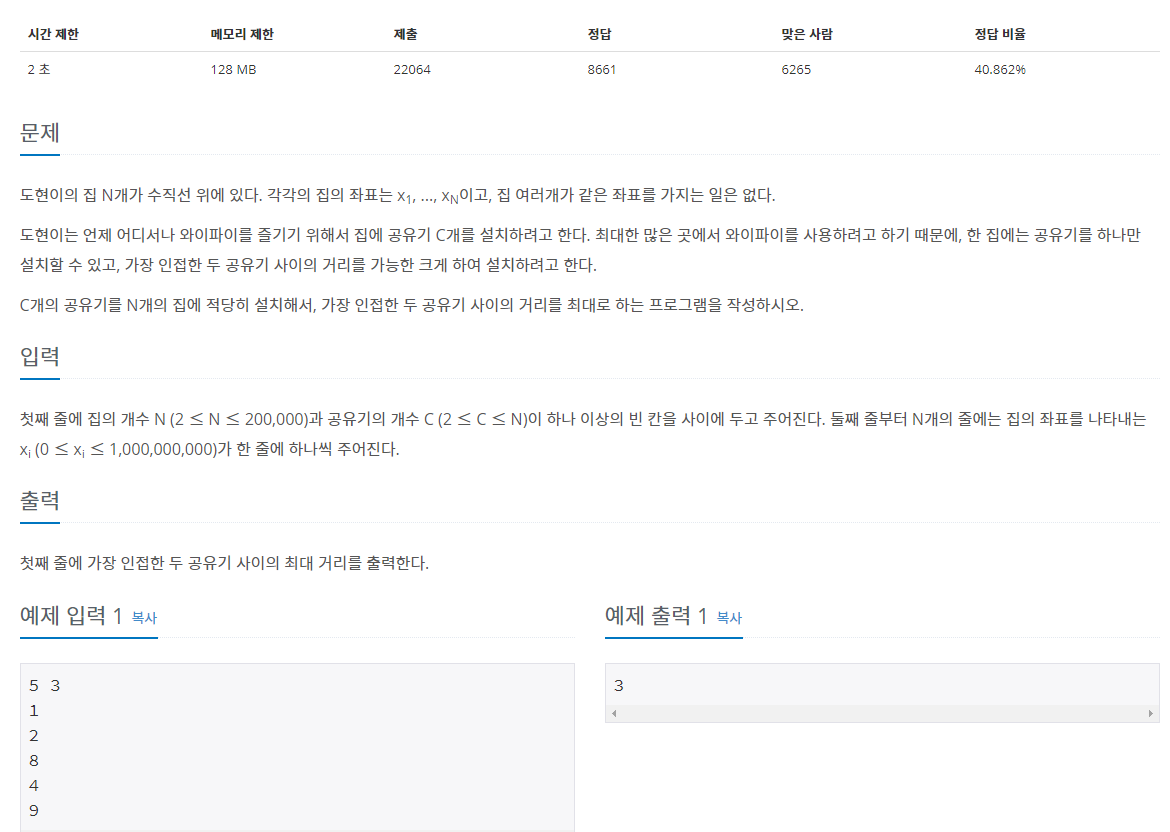 시간 제한 메모리 제한 제출 정답 맞은 사람 정답 비율
2 초 128 MB 22064 8661 6265 40.862%
문제
도현이의 집 N개가 수직선 위에 있다. 각각의 집의 좌표는 x1, ..., xN이고, 집 여러개가 같은 좌표를 가지는 일은 없다.
도현이는 언제 어디서나 와이파이를 즐기기 위해서 집에 공유기 C개를 설치하려고 한다. 최대한 많은 곳에서 와이파이를 사용하려고 하기 때문에, 한 집에는 공유기를 하나만
설치할 수 있고, 가장 인접한 두 공유기 사이의 거리를 가능한 크게 하여 설치하려고 한다.
C개의 공유기를 N개의 집에 적당히 설치해서, 가장 인접한 두 공유기 사이의 거리를 최대로 하는 프로그램을 작성하시오.
입력
첫째 줄에 집의 개수 N (2 ≤ N ≤ 200,000)과 공유기의 개수 C (2 ≤ C ≤ N)이 하나 이상의 빈 칸을 사이에 두고 주어진다. 둘째 줄부터 N개의 줄에는 집의 좌표를 나타내는
xi (0 ≤ xi ≤ 1,000,000,000)가 한 줄에 하나씩 주어진다.
출력
첫째 줄에 가장 인접한 두 공유기 사이의 최대 거리를 출력한다.
예제 입력 1 복사
5 3
1
2
8
4
9
예제 출력 1 복사
3